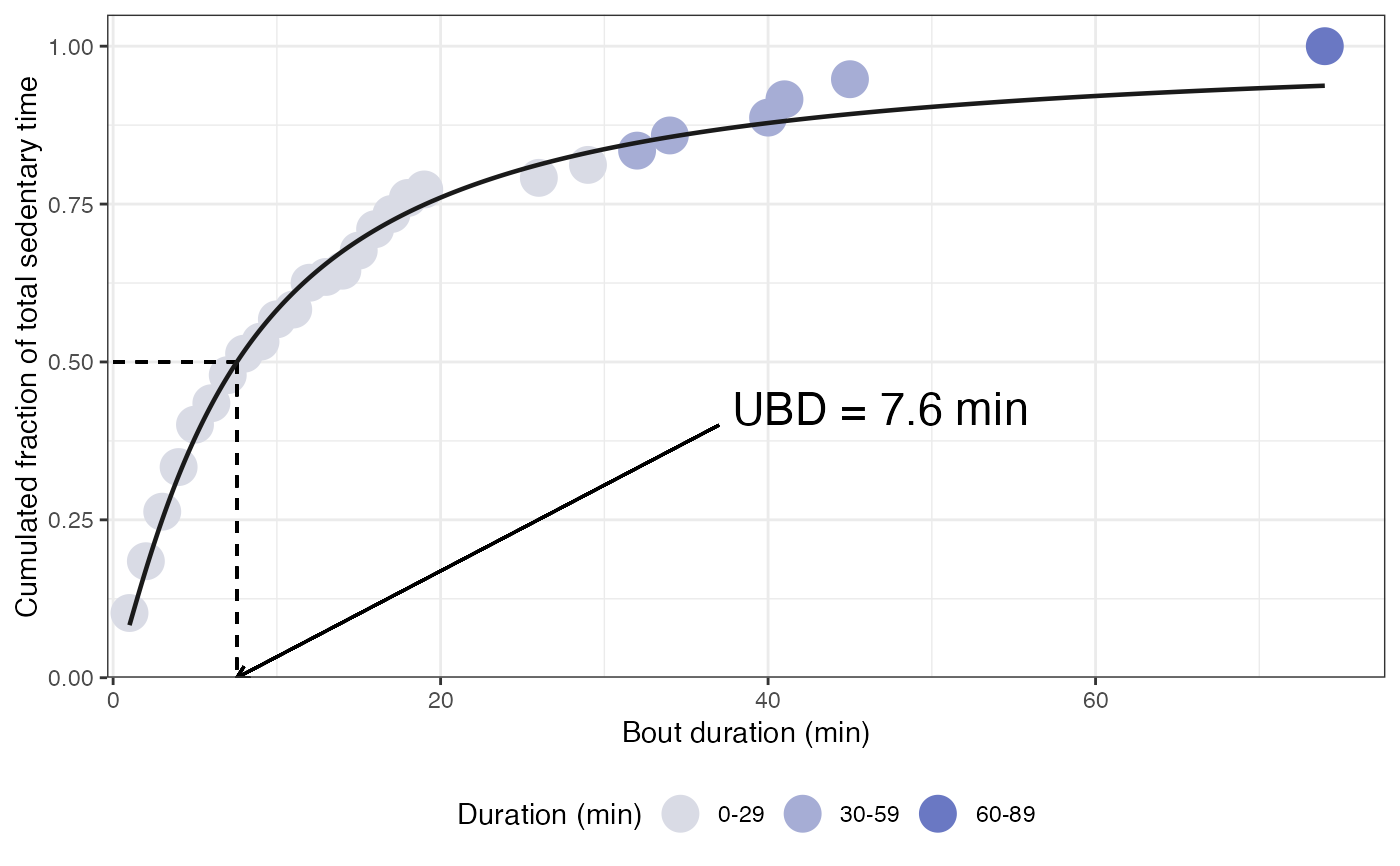 Cumulated fraction of total sedentary time
1.00
0.75
0.50
0.25
0.00
UBD = 7.6 min
0 20 40 60
Bout duration (min)
Duration (min) 0-29 30-59 60-89